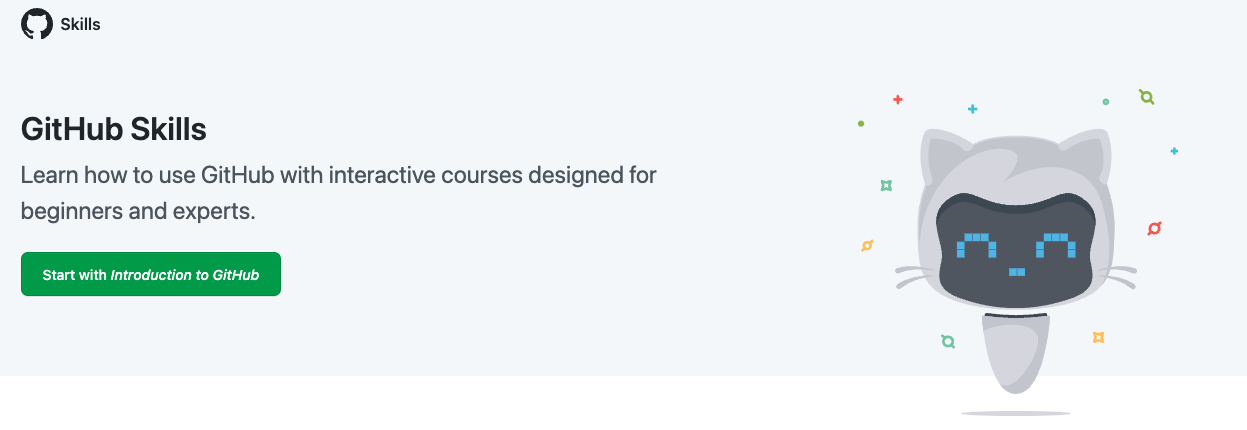 Skills
GitHub Skills
Learn how to use GitHub with interactive courses designed for
beginners and experts.
Start with Introduction to GitHub